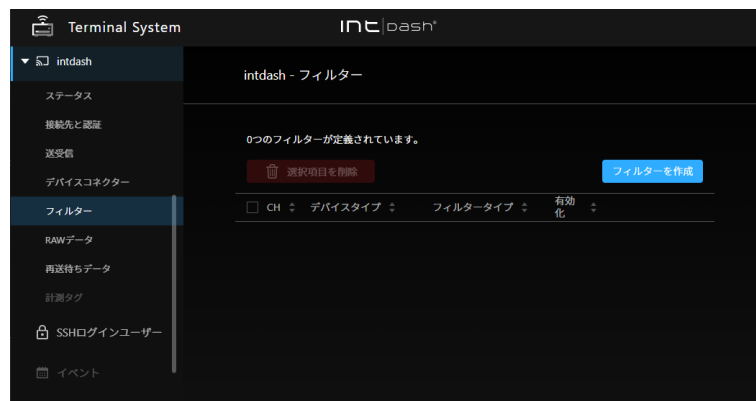 Terminal System
intdash®
intdash
intdash - フィルター
ステータス
接続先と認証
送受信
デバイスコネクター
フィルター
RAWデータ
再送待ちデータ
計測タグ
SSHログインユーザー
イベント
0つのフィルターが定義されています。
選択項目を削除
フィルターを作成
CH デバイスタイプ フィルタータイプ 有効
化